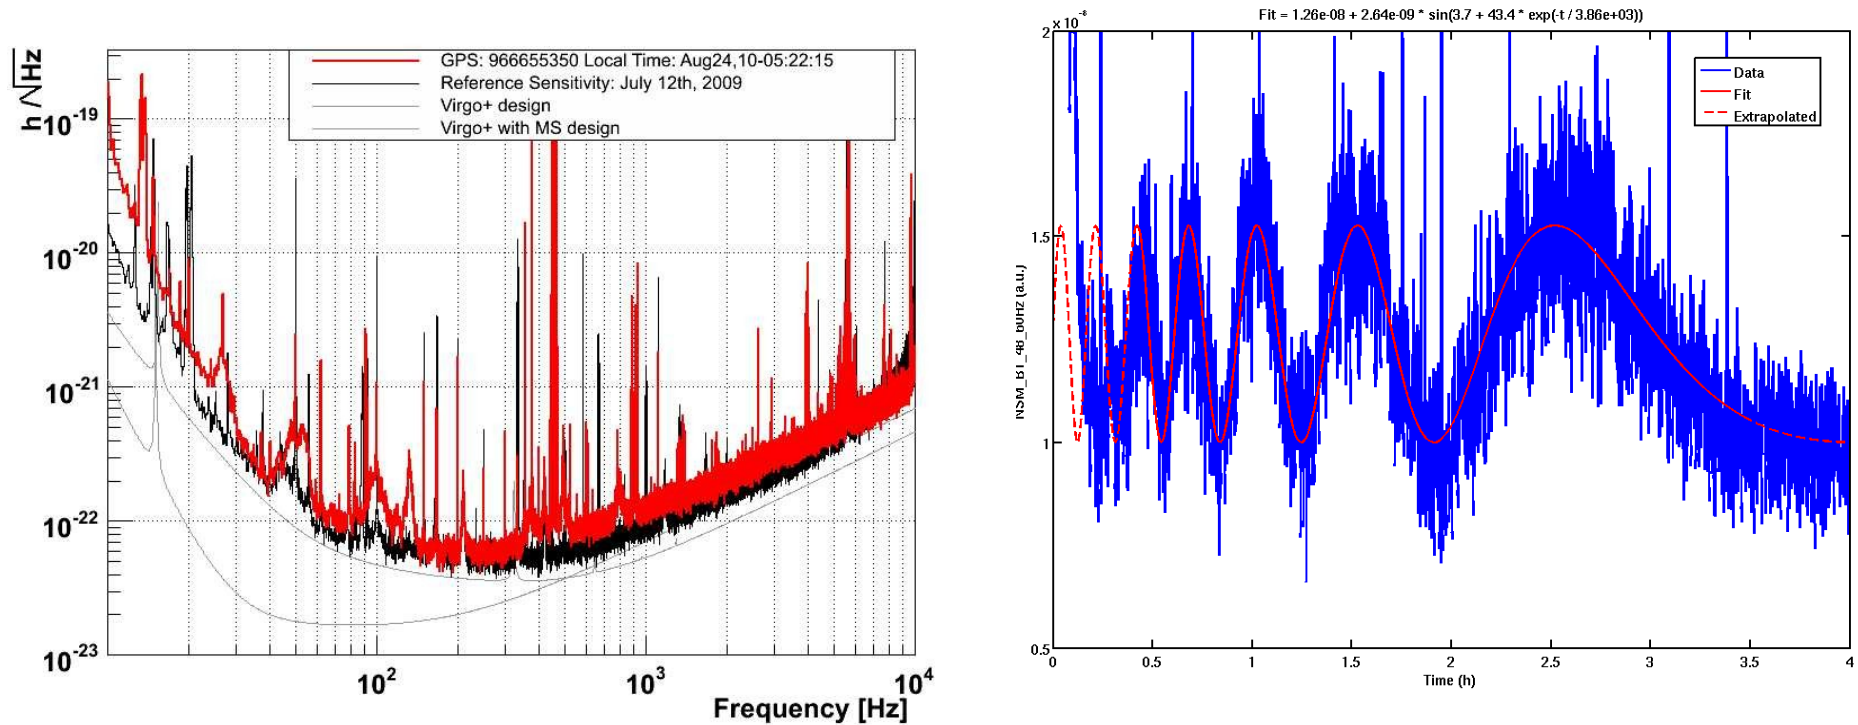 h/√Hz
GPS: 966655350 Local Time: Aug24,10-05:22:15
Reference Sensitivity: July 12th, 2009
Virgo+ design
Virgo+ with MS design
10^-19
10^-20
10^-21
10^-22
10^-23
10^2
10^3
10^4
Frequency [Hz]
Fit = 1.26e-08 + 2.64e-09 * sin(3.7 + 43.4 * exp(-t / 3.86e+03))
x 10^-8
Data
Fit
Extrapolated
NSM_B1_48_60HZ (a.u.)
2
1.5
1
0.5
0 0.5 1 1.5 2 2.5 3 3.5 4
Time (h)